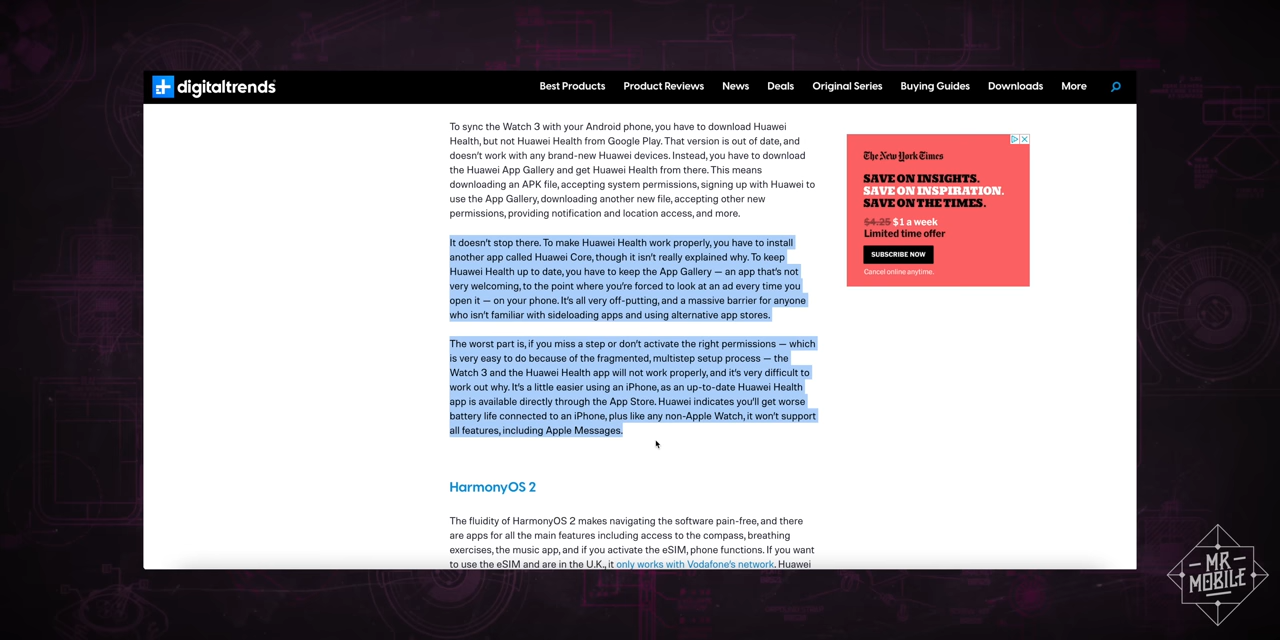 digitaltrends
Best Products Product Reviews News Deals Original Series Buying Guides Downloads More
To sync the Watch 3 with your Android phone, you have to download Huawei
Health, but not Huawei Health from Google Play. That version is out of date, and
doesn’t work with any brand-new Huawei devices. Instead, you have to download
the Huawei App Gallery and get Huawei Health from there. This means
downloading an APK file, accepting system permissions, signing up with Huawei to
use the App Gallery, downloading another new file, accepting other new
permissions, providing notification and location access, and more.
It doesn’t stop there. To make Huawei Health work properly, you have to install
another app called Huawei Core, though it isn’t really explained why. To keep
Huawei Health up to date, you have to keep the App Gallery — an app that’s not
very welcoming, to the point where you’re forced to look at an ad every time you
open it — on your phone. It’s all very off-putting, and a massive barrier for anyone
who isn’t familiar with sideloading apps and using alternative app stores.
The worst part is, if you miss a step or don’t activate the right permissions — which
is very easy to do because of the fragmented, multistep setup process — the
Watch 3 and the Huawei Health app will not work properly, and it’s very difficult to
work out why. It’s a little easier using an iPhone, as an up-to-date Huawei Health
app is available directly through the App Store. Huawei indicates you’ll get worse
battery life connected to an iPhone, plus like any non-Apple Watch, it won’t support
all features, including Apple Messages.
HarmonyOS 2
The fluidity of HarmonyOS 2 makes navigating the software pain-free, and there
are apps for all the main features including access to the compass, breathing
exercises, the music app, and if you activate the eSIM, phone functions. If you want
to use the eSIM and are in the U.K., it only works with Vodafone’s network. Huawei
The New York Times
SAVE ON INSIGHTS.
SAVE ON INSPIRATION.
SAVE ON THE TIMES.
$4.25 $1 a week
Limited time offer
SUBSCRIBE NOW
Cancel online anytime.
MR
MOBILE